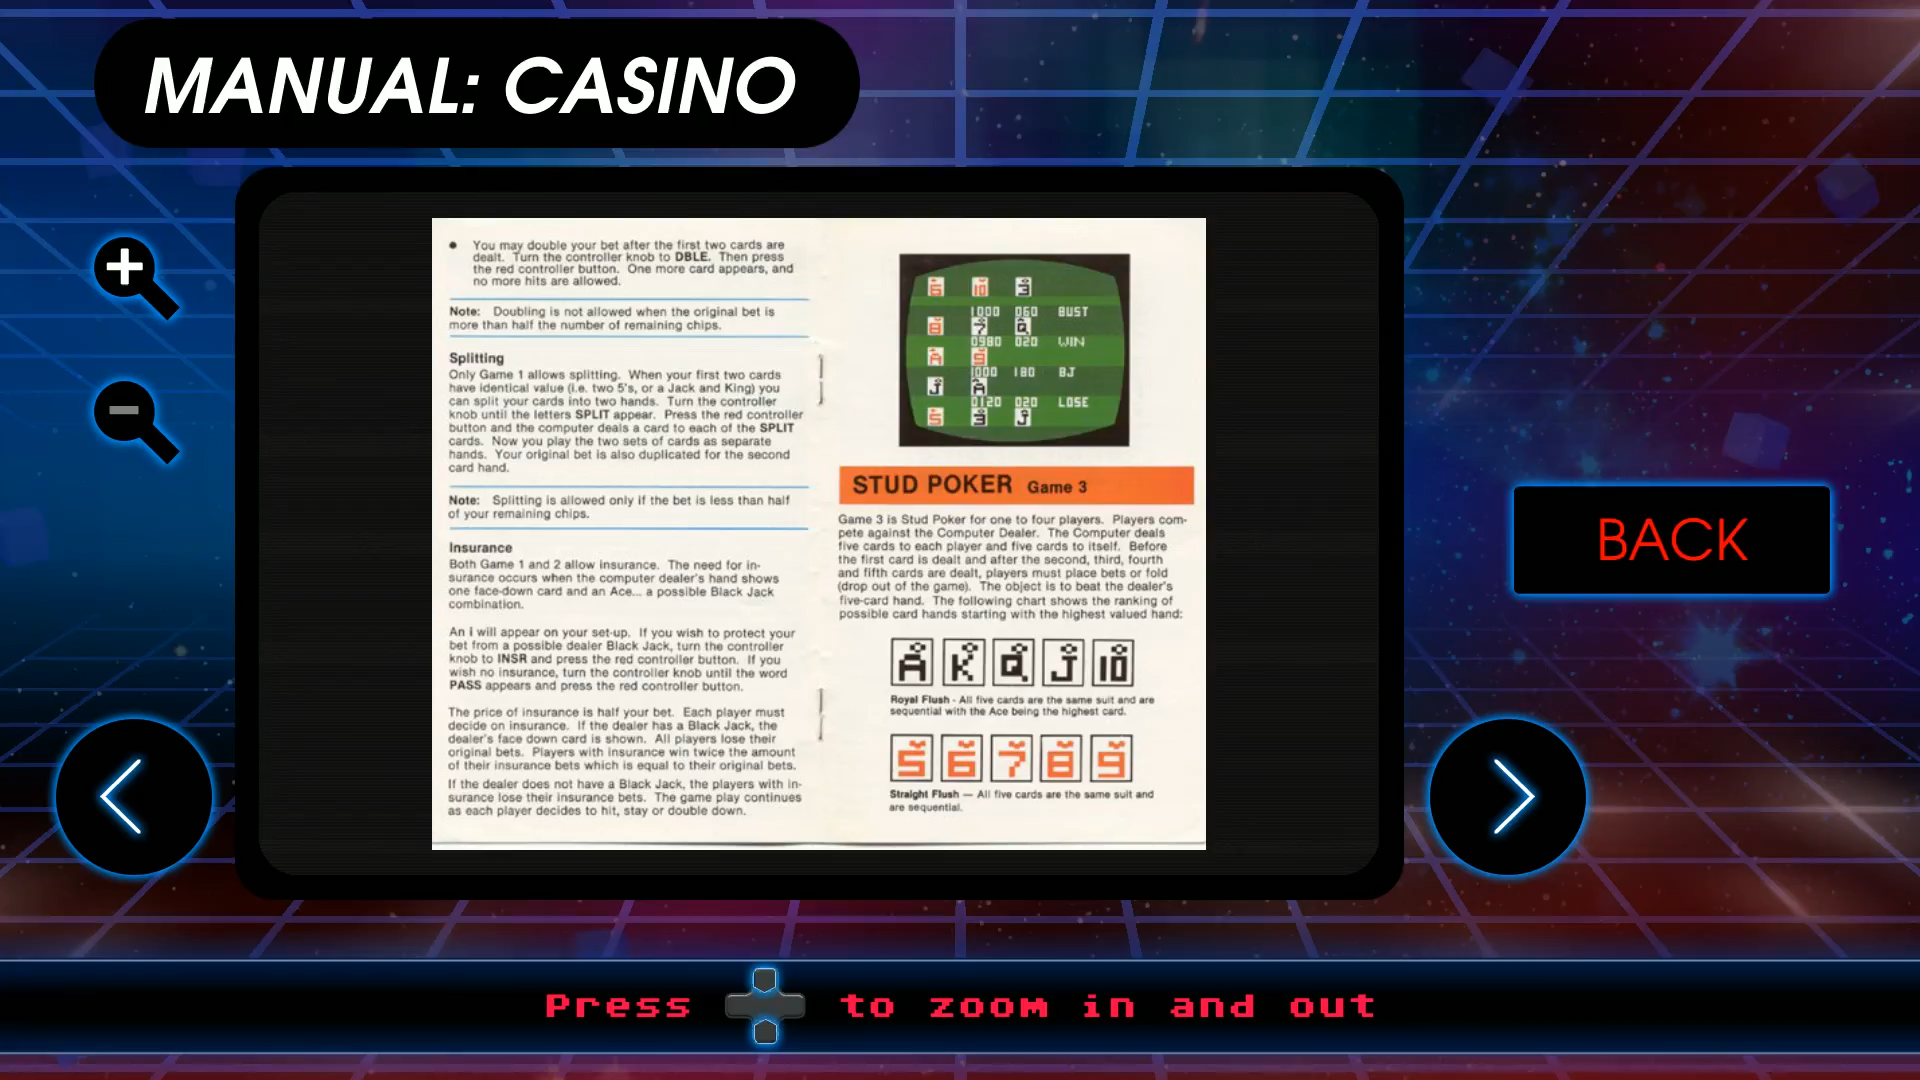 MANUAL: CASINO
● You may double your bet after the first two cards are
dealt. Turn the controller knob to DBLE. Then press
the red controller button. One more card appears, and
no more hits are allowed.
Note: Doubling is not allowed when the original bet is
more than half the number of remaining chips.
Splitting
Only Game 1 allows splitting. When your first two cards
have identical value (i.e. two 5's, or a Jack and King) you
can split your cards into two hands. Turn the controller
knob until the letters SPLIT appear. Press the red controller
button and the computer deals a card to each of the SPLIT
cards. Now you play the two sets of cards as separate
hands. Your original bet is also duplicated for the second
card hand.
Note: Splitting is allowed only if the bet is less than half
of your remaining chips.
Insurance
Both Game 1 and 2 allow insurance. The need for in-
surance occurs when the computer dealer's hand shows
one face-down card and an Ace... a possible Black Jack
combination.
An I will appear on your set-up. If you wish to protect your
bet from a possible dealer Black Jack, turn the controller
knob to INSR and press the red controller button. If you
wish no insurance, turn the controller knob until the word
PASS appears and press the red controller button.
The price of insurance is half your bet. Each player must
decide on insurance. If the dealer has a Black Jack, the
dealer's face down card is shown. All players lose their
original bets. Players with insurance win twice the amount
of their insurance bets which is equal to their original bets.
If the dealer does not have a Black Jack, the players with in-
surance lose their insurance bets. The game play continues
as each player decides to hit, stay or double down.
5 10 3
1000 060 BUST
8 7 Q
0980 020 WIN
A 9
1000 180 BJ
J A
0120 020 LOSE
5 3 J
STUD POKER Game 3
Game 3 is Stud Poker for one to four players. Players com-
pete against the Computer Dealer. The Computer deals
five cards to each player and five cards to itself. Before
the first card is dealt and after the second, third, fourth
and fifth cards are dealt, players must place bets or fold
(drop out of the game). The object is to beat the dealer's
five-card hand. The following chart shows the ranking of
possible card hands starting with the highest valued hand:
A K Q J 10
Royal Flush - All five cards are the same suit and are
sequential with the Ace being the highest card.
5 6 7 8 9
Straight Flush — All five cards are the same suit and
are sequential.
BACK
Press to zoom in and out